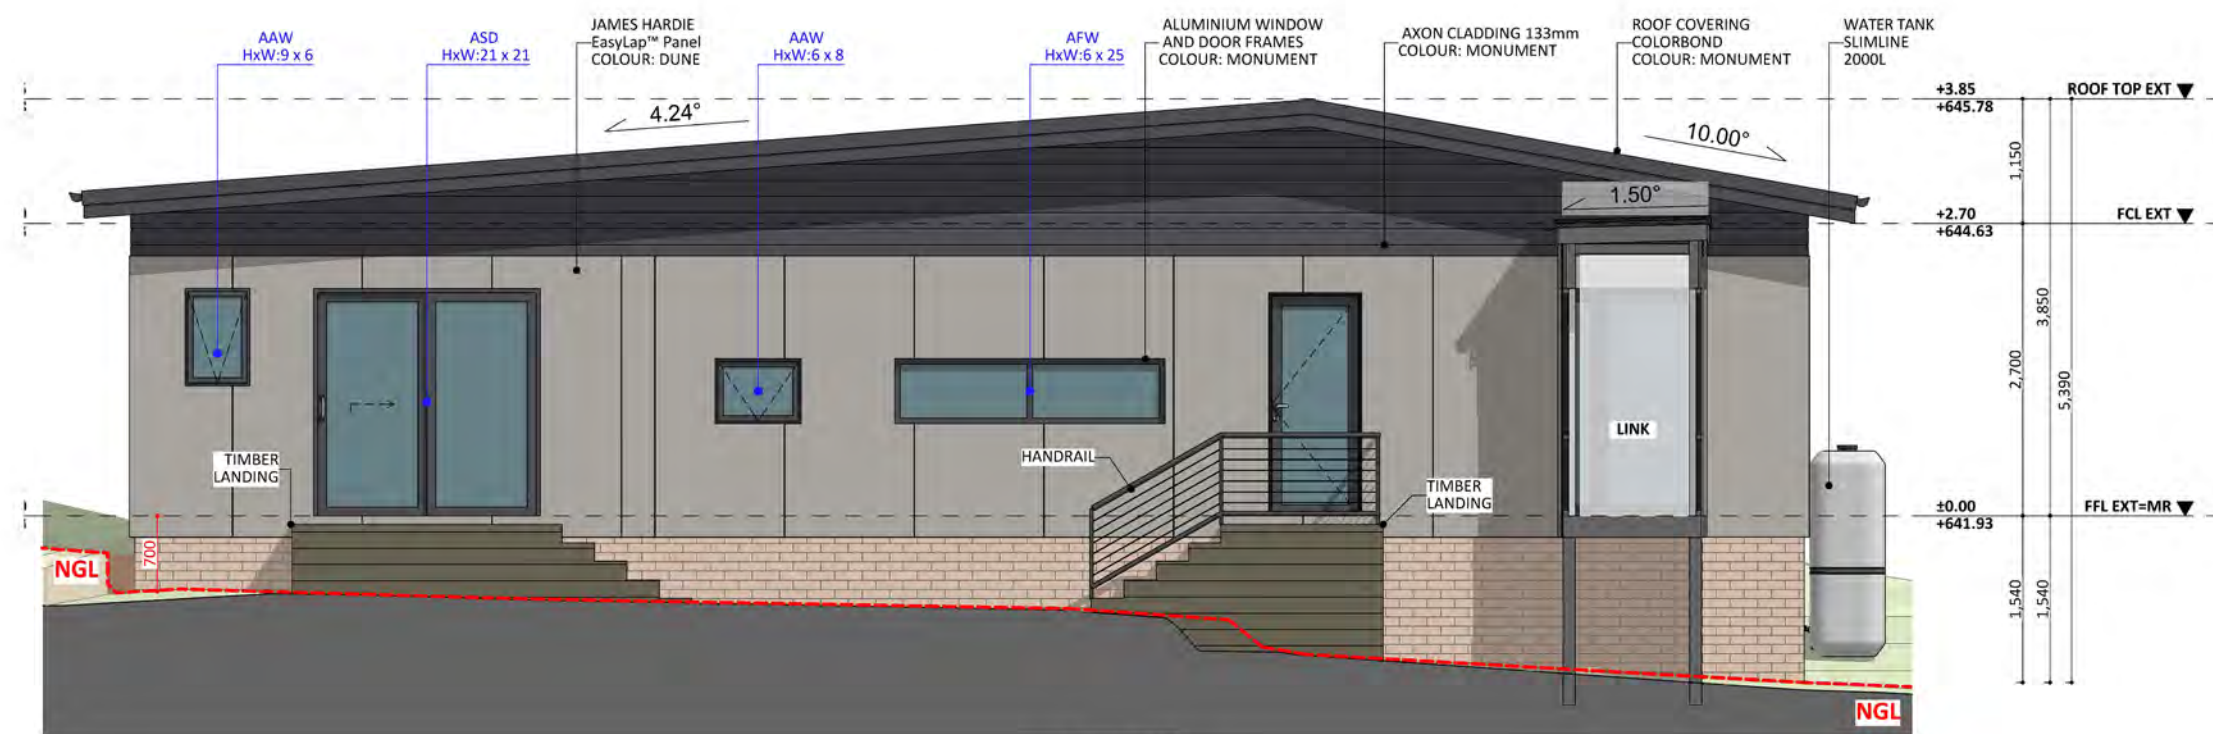 AAW
HxW:9 x 6
ASD
HxW:21 x 21
JAMES HARDIE
EasyLap™ Panel
COLOUR: DUNE
AAW
HxW:6 x 8
AFW
HxW:6 x 25
ALUMINIUM WINDOW
AND DOOR FRAMES
COLOUR: MONUMENT
AXON CLADDING 133mm
COLOUR: MONUMENT
ROOF COVERING
COLORBOND
COLOUR: MONUMENT
WATER TANK
SLIMLINE
2000L
+3.85
+645.78
ROOF TOP EXT
4.24°
10.00°
1.50°
1,150
+2.70
+644.63
FCL EXT
3,850
2,700
5,390
LINK
HANDRAIL
TIMBER
LANDING
TIMBER
LANDING
±0.00
+641.93
FFL EXT=MR
700
NGL
1,540
1,540
NGL